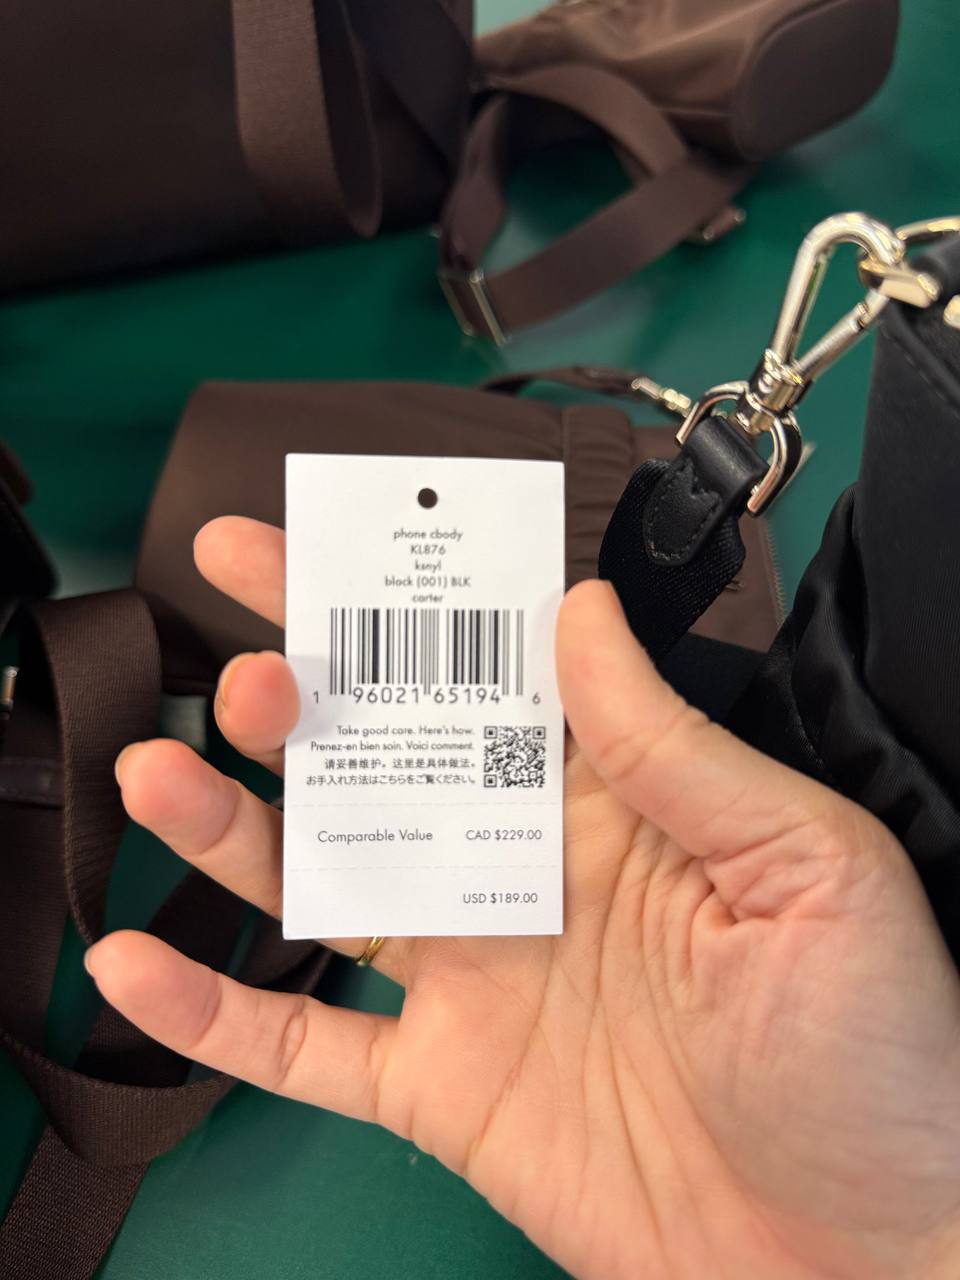 phone cbody
KL876
ksnyl
black (001) BLK
carter
1 96021 65194 6
Take good care. Here's how.
Prenez-en bien soin. Voici comment.
请妥善维护。这里是具体做法。
お手入れ方法はこちらをご覧ください。
Comparable Value CAD $229.00
USD $189.00